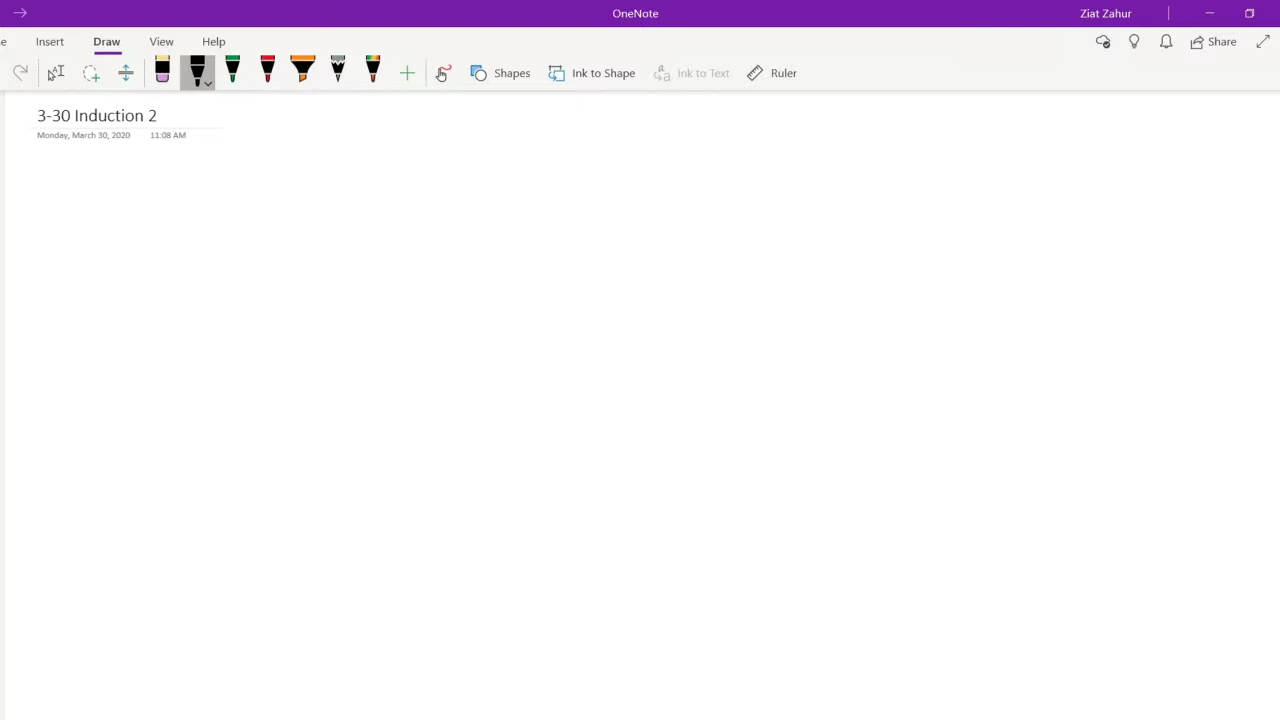 OneNote
Ziat Zahur
e Insert Draw View Help Share
Shapes Ink to Shape Ink to Text Ruler
3-30 Induction 2
Monday, March 30, 2020 11:08 AM